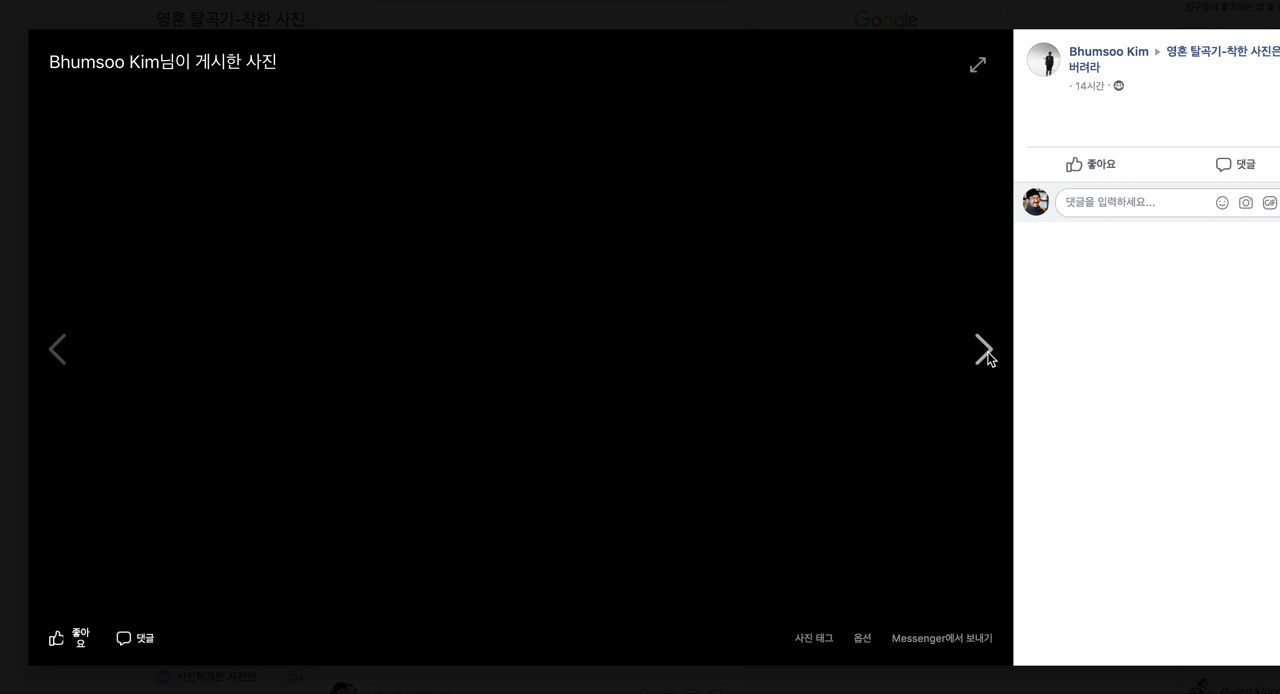 영혼 탈곡기-착한 사진
Google
Bhumsoo Kim님이 게시한 사진
Bhumsoo Kim ▶ 영혼 탈곡기-착한 사진은
버려라
· 14시간 ·
좋아요
댓글
댓글을 입력하세요...
GIF
좋아
요
댓글
사진 태그
옵션
Messenger에서 보내기
사진학개론 사진전
20+